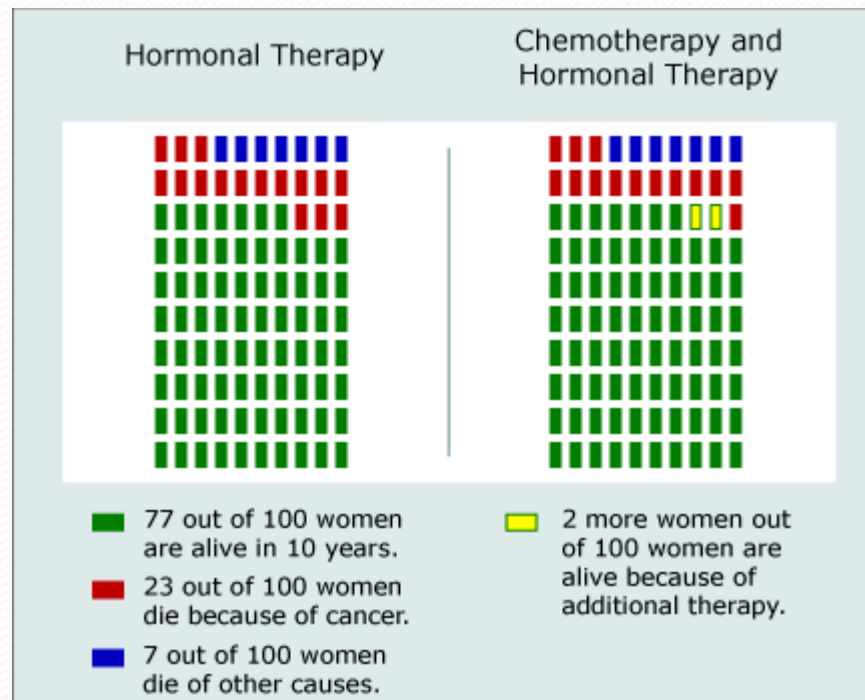 Hormonal Therapy
Chemotherapy and
Hormonal Therapy
77 out of 100 women
are alive in 10 years.
23 out of 100 women
die because of cancer.
7 out of 100 women
die of other causes.
2 more women out
of 100 women are
alive because of
additional therapy.